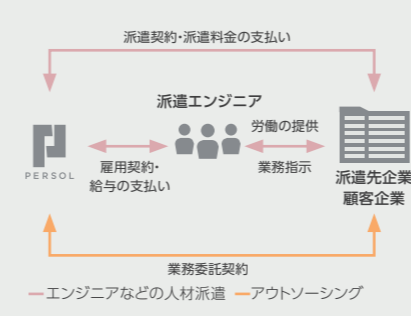 派遣契約・派遣料金の支払い
派遣エンジニア
労働の提供
PERSOL
雇用契約・
給与の支払い
業務指示
派遣先企業
顧客企業
業務委託契約
エンジニアなどの人材派遣 アウトソーシング